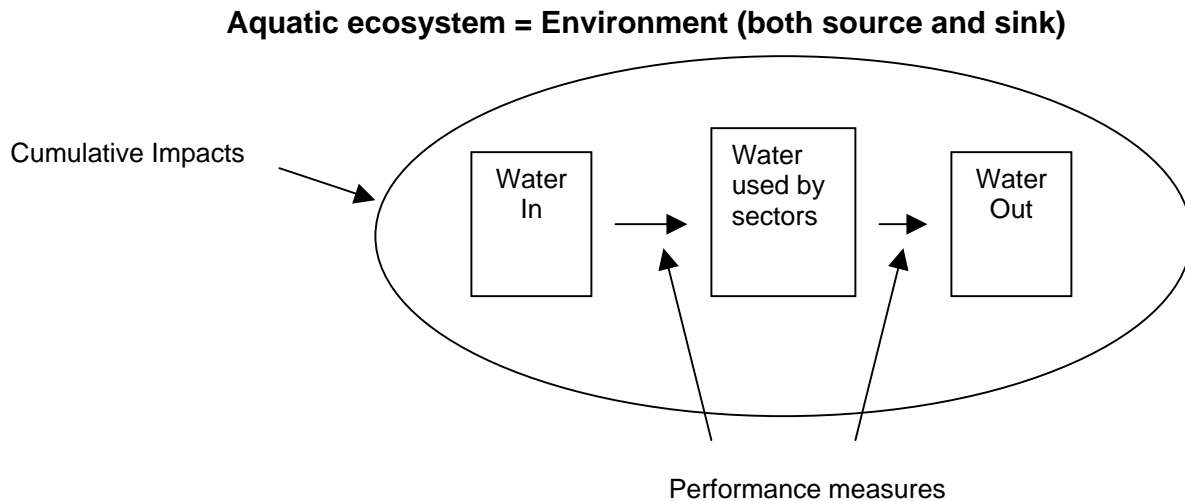 Aquatic ecosystem = Environment (both source and sink)
Cumulative Impacts
Water
In
Water
used by
sectors
Water
Out
Performance measures